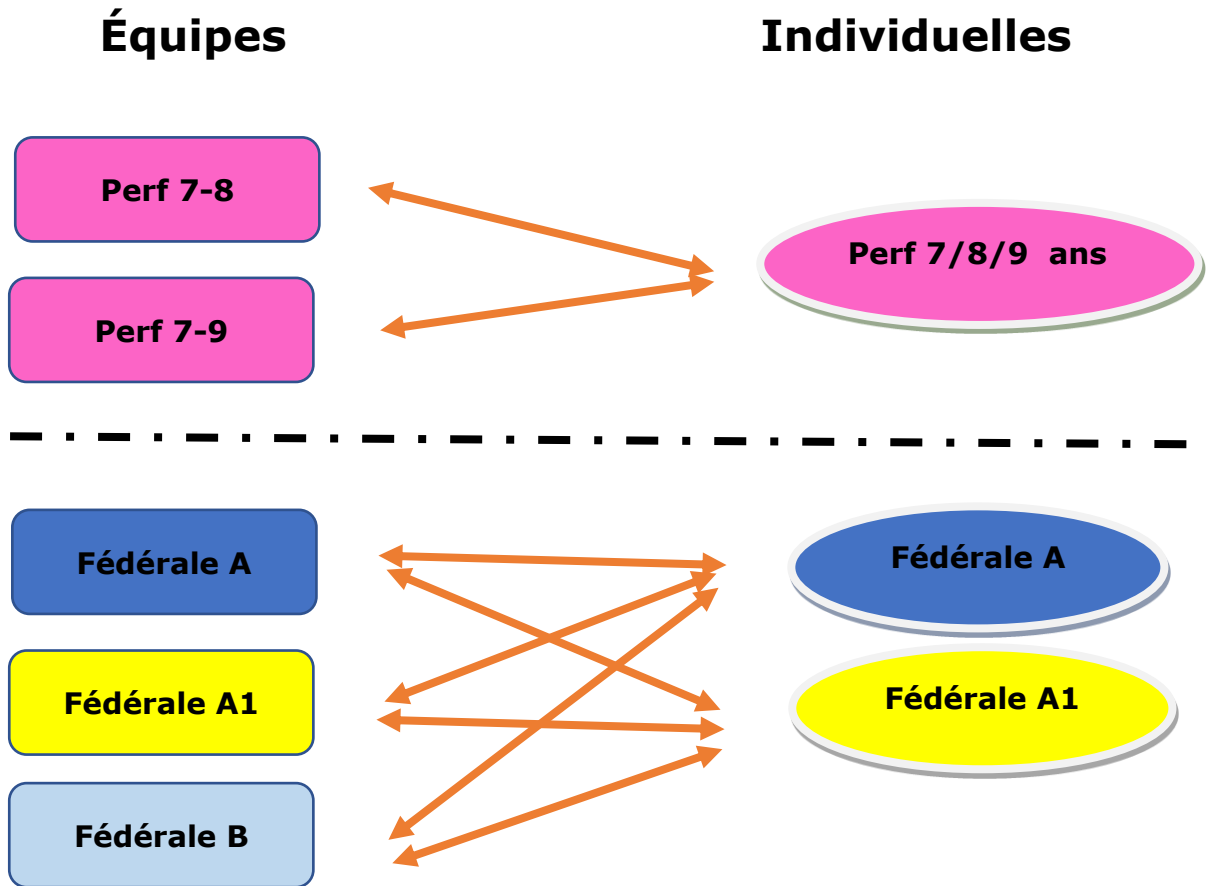 Équipes
Individuelles
Perf 7-8
Perf 7/8/9 ans
Perf 7-9
Fédérale A
Fédérale A
Fédérale A1
Fédérale A1
Fédérale B